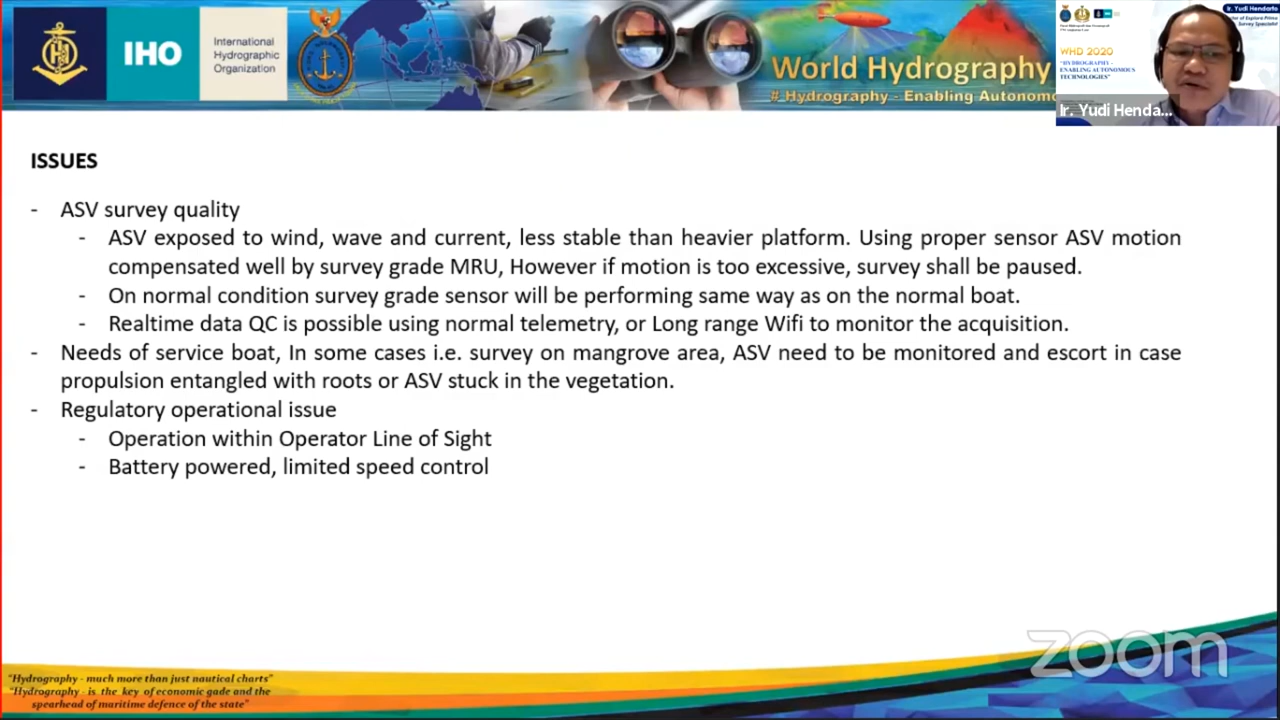 IHO
International
Hydrographic
Organization
World Hydrography
# Hydrography - Enabling Autonomo
WHD 2020
"HYDROGRAPHY -
ENABLING AUTONOMOUS
TECHNOLOGIES"
Ir. Yudi Hendarto
Survey Specialist
Ir. Yudi Henda...
ISSUES
- ASV survey quality
- ASV exposed to wind, wave and current, less stable than heavier platform. Using proper sensor ASV motion
compensated well by survey grade MRU, However if motion is too excessive, survey shall be paused.
- On normal condition survey grade sensor will be performing same way as on the normal boat.
- Realtime data QC is possible using normal telemetry, or Long range Wifi to monitor the acquisition.
- Needs of service boat, In some cases i.e. survey on mangrove area, ASV need to be monitored and escort in case
propulsion entangled with roots or ASV stuck in the vegetation.
- Regulatory operational issue
- Operation within Operator Line of Sight
- Battery powered, limited speed control
zoom
"Hydrography - much more than just nautical charts"
"Hydrography - is the key of economic gade and the
spearhead of maritime defence of the state"